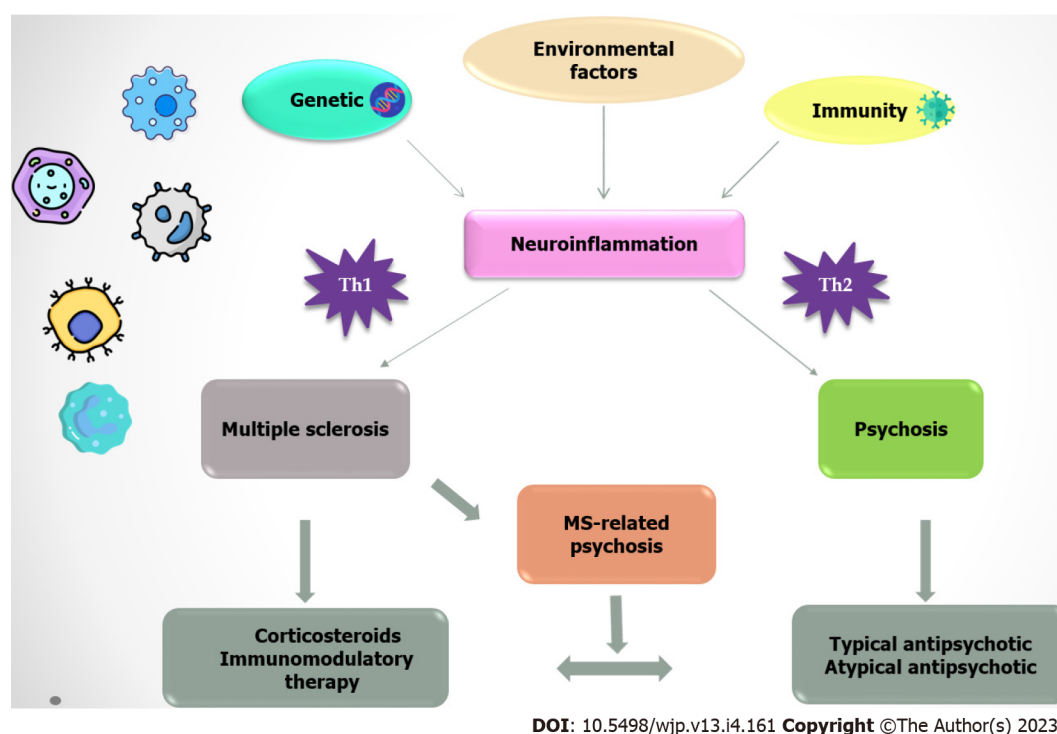 Environmental
factors
Genetic
Immunity
Neuroinflammation
Th1
Th2
Multiple sclerosis
Psychosis
MS-related
psychosis
Corticosteroids
Immunomodulatory
therapy
Typical antipsychotic
Atypical antipsychotic
DOI: 10.5498/wjp.v13.i4.161 Copyright ©The Author(s) 2023